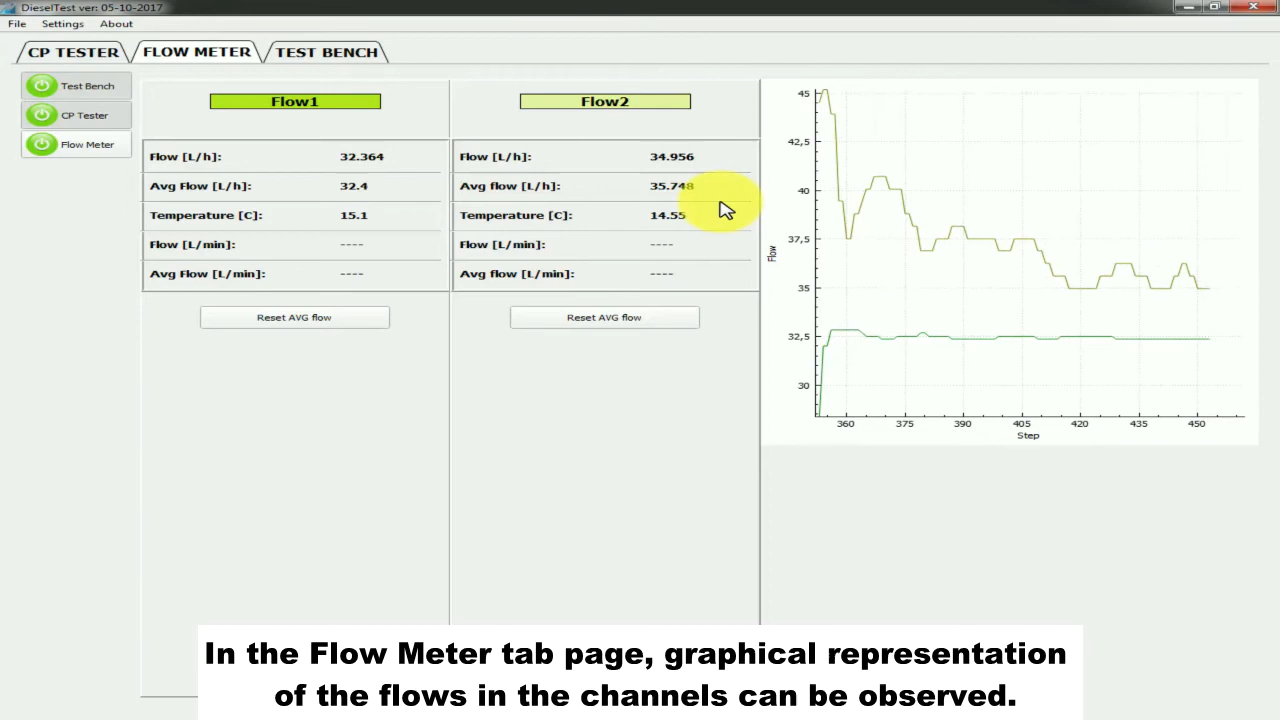 DieselTest ver: 05-10-2017
File Settings About
CP TESTER FLOW METER TEST BENCH
Test Bench
CP Tester
Flow Meter
Flow1
Flow [L/h]: 32.364
Avg Flow [L/h]: 32.4
Temperature [C]: 15.1
Flow [L/min]: ----
Avg Flow [L/min]: ----
Reset AVG flow
Flow2
Flow [L/h]: 34.956
Avg flow [L/h]: 35.748
Temperature [C]: 14.55
Flow [L/min]: ----
Avg flow [L/min]: ----
Reset AVG flow
45
42,5
40
37,5
35
32,5
30
Flow
360 375 390 405 420 435 450
Step
In the Flow Meter tab page, graphical representation
of the flows in the channels can be observed.